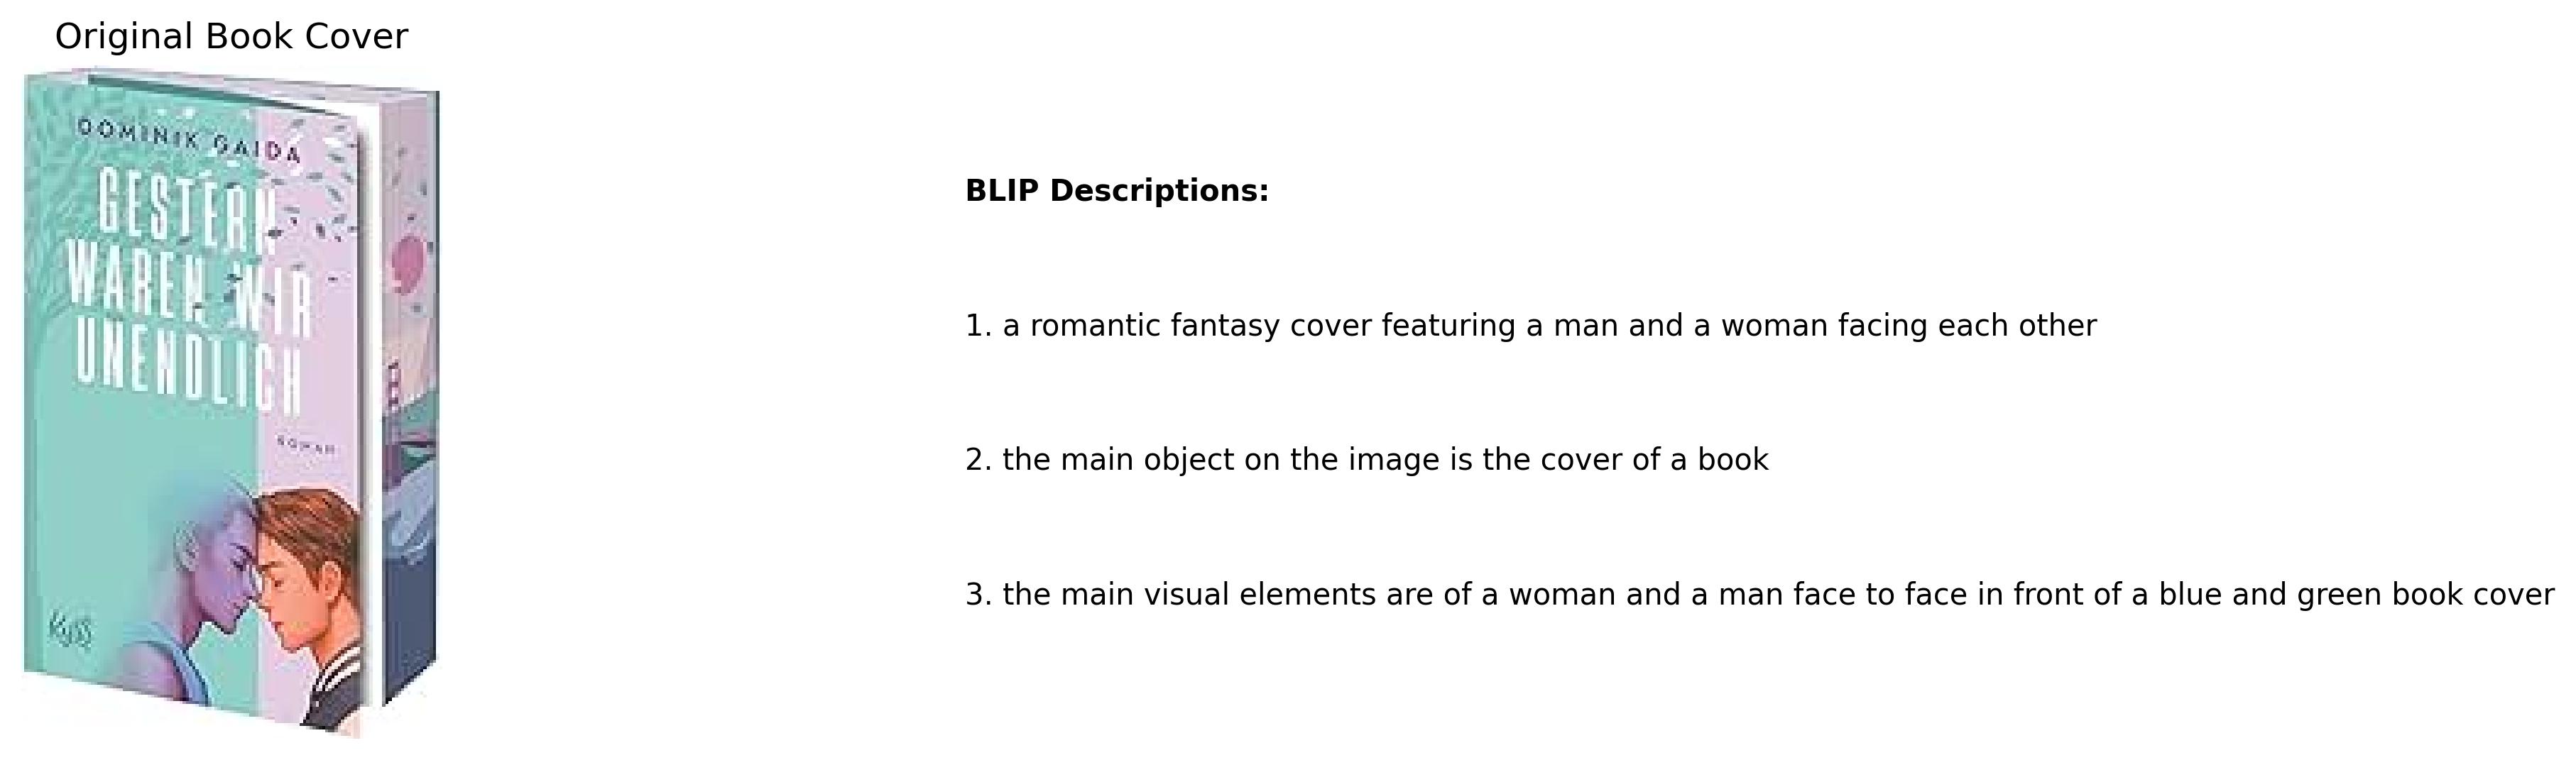 Original Book Cover
DOMINIK GAIDA
GESTERN
WAREN WIR
UNENDLICH
ROMAN
kyss
BLIP Descriptions:
1. a romantic fantasy cover featuring a man and a woman facing each other
2. the main object on the image is the cover of a book
3. the main visual elements are of a woman and a man face to face in front of a blue and green book cover